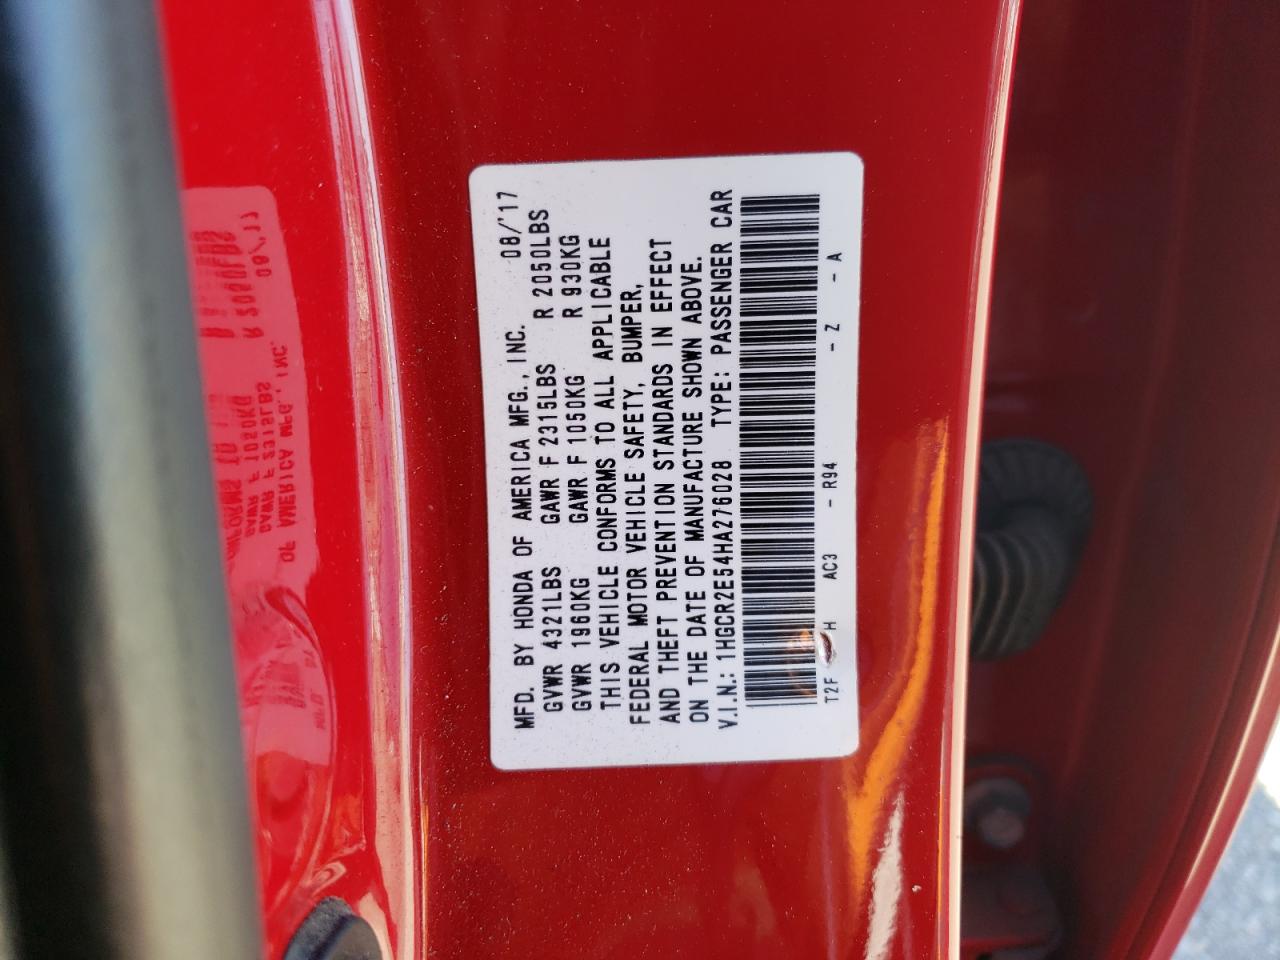 MFD. BY HONDA OF AMERICA MFG., INC. 08/'17
GVWR 4321LBS GAWR F 2315LBS R 2050LBS
GVWR 1960KG GAWR F 1050KG R 930KG
THIS VEHICLE CONFORMS TO ALL APPLICABLE
FEDERAL MOTOR VEHICLE SAFETY, BUMPER,
AND THEFT PREVENTION STANDARDS IN EFFECT
ON THE DATE OF MANUFACTURE SHOWN ABOVE.
V.I.N.: 1HGCR2E54HA276028 TYPE: PASSENGER CAR
T2F H AC3 - R94 - Z - A